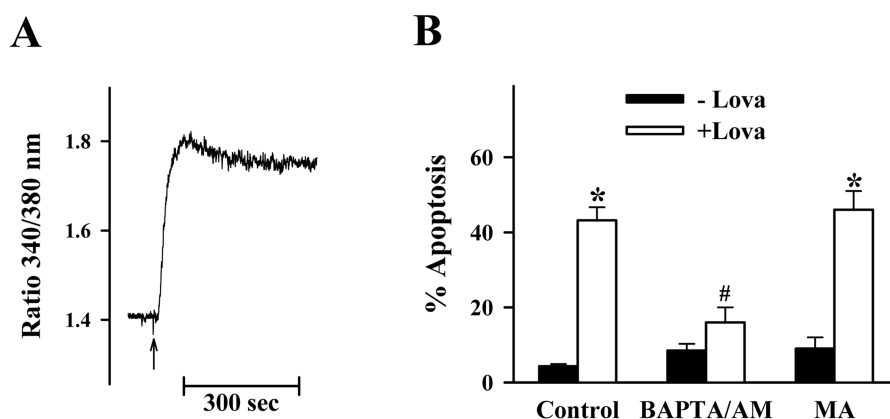 A
Ratio 340/380 nm
1.8
1.6
1.4
300 sec
B
- Lova
+Lova
% Apoptosis
60
40
20
0
*
#
*
Control
BAPTA/AM
MA